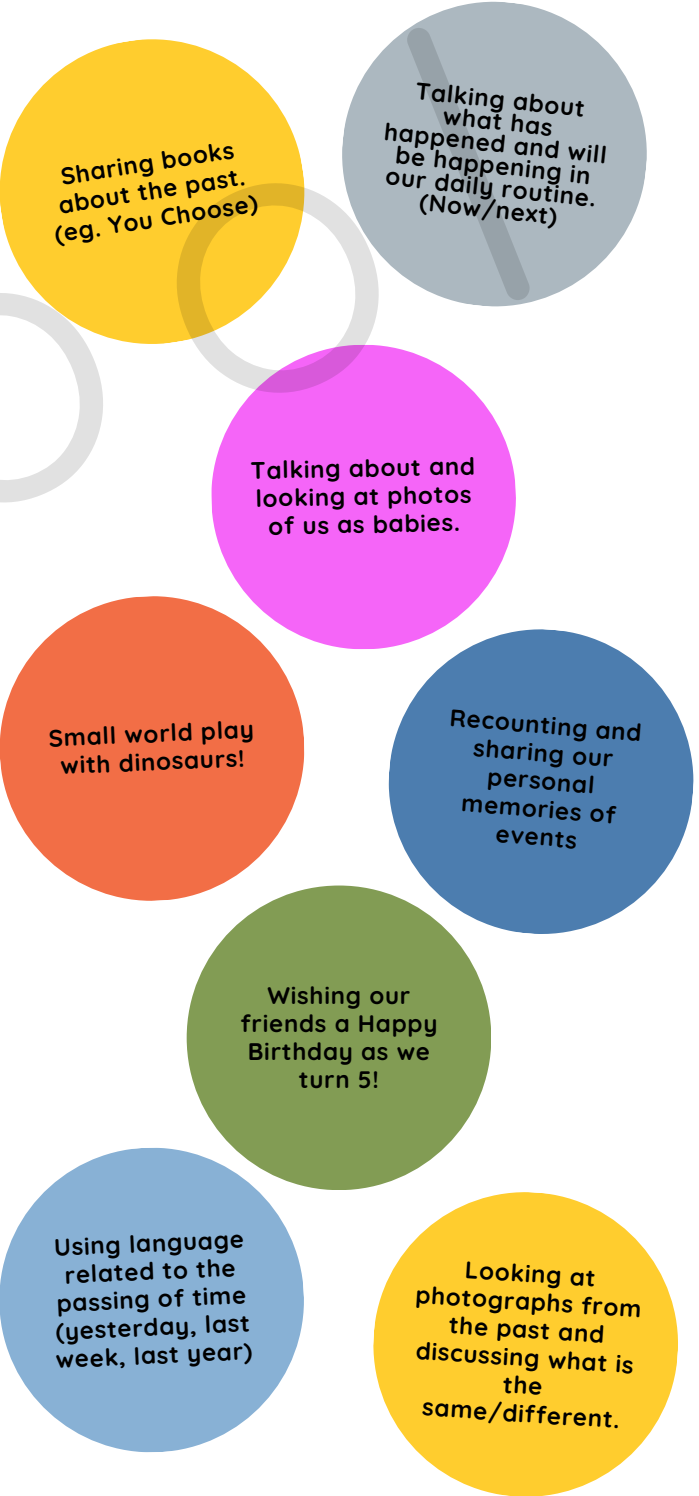 Sharing books
about the past.
(eg. You Choose)
Talking about
what has
happened and will
be happening in
our daily routine.
(Now/next)
Talking about and
looking at photos
of us as babies.
Small world play
with dinosaurs!
Recounting and
sharing our
personal
memories of
events
Wishing our
friends a Happy
Birthday as we
turn 5!
Using language
related to the
passing of time
(yesterday, last
week, last year)
Looking at
photographs from
the past and
discussing what is
the
same/different.